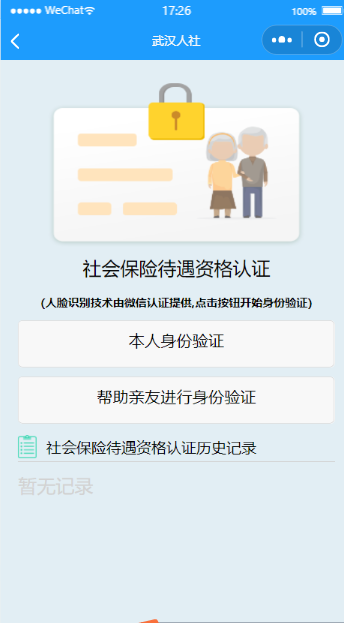 WeChat
17:26
100%
武汉人社
社会保险待遇资格认证
(人脸识别技术由微信认证提供,点击按钮开始身份验证)
本人身份验证
帮助亲友进行身份验证
社会保险待遇资格认证历史记录
暂无记录